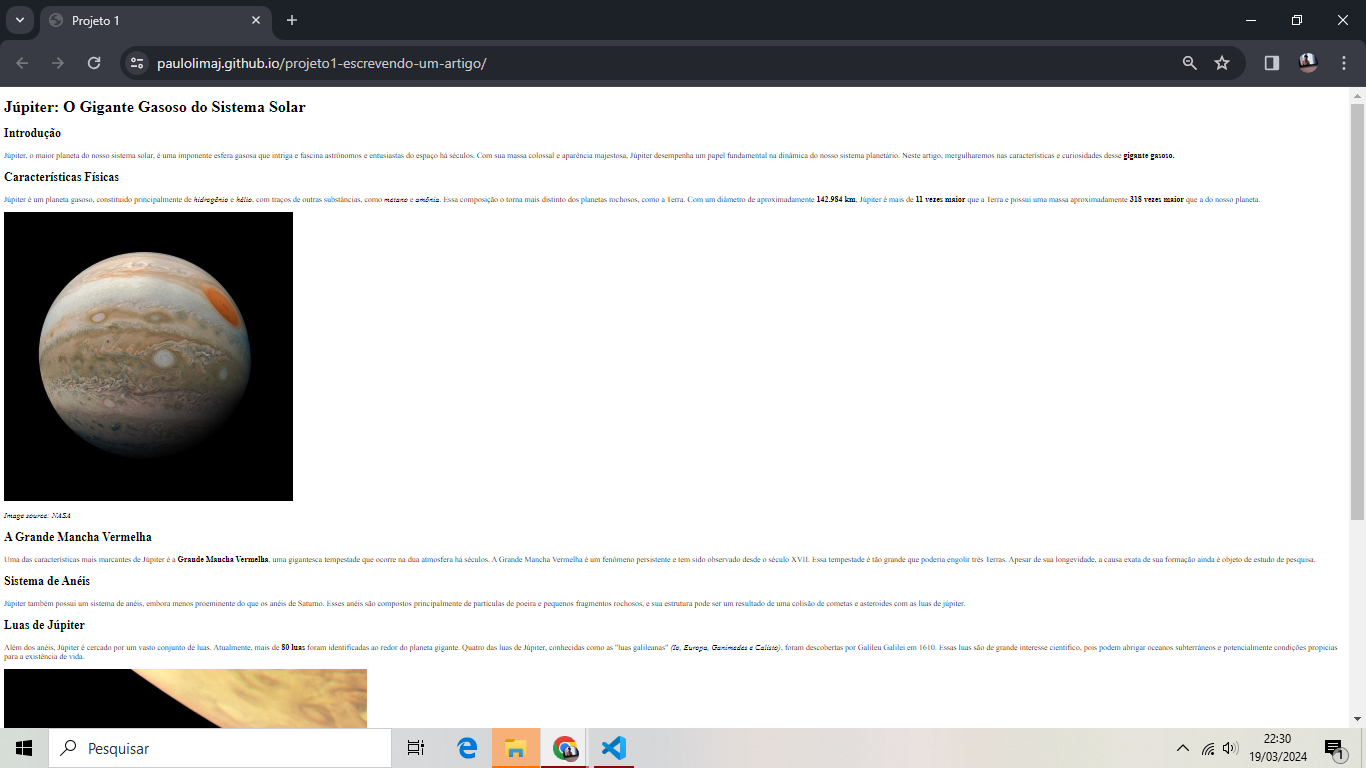 Projeto 1
paulolimaj.github.io/projeto1-escrevendo-um-artigo/
Júpiter: O Gigante Gasoso do Sistema Solar
Introdução
Júpiter, o maior planeta do nosso sistema solar, é uma imponente esfera gasosa que intriga e fascina astrônomos e entusiastas do espaço há séculos. Com sua massa colossal e aparência majestosa, Júpiter desempenha um papel fundamental na dinâmica do nosso sistema planetário. Neste artigo, mergulharemos nas características e curiosidades desse gigante gasoso.
Características Físicas
Júpiter é um planeta gasoso, constituído principalmente de hidrogênio e hélio, com traços de outras substâncias, como metano e amônia. Essa composição o torna mais distinto dos planetas rochosos, como a Terra. Com um diâmetro de aproximadamente 142.984 km, Júpiter é mais de 11 vezes maior que a Terra e possui uma massa aproximadamente 318 vezes maior que a do nosso planeta.
Image source: NASA
A Grande Mancha Vermelha
Uma das características mais marcantes de Júpiter é a Grande Mancha Vermelha, uma gigantesca tempestade que ocorre na dua atmosfera há séculos. A Grande Mancha Vermelha é um fenômeno persistente e tem sido observado desde o século XVII. Essa tempestade é tão grande que poderia engolir três Terras. Apesar de sua longevidade, a causa exata de sua formação ainda é objeto de estudo de pesquisa.
Sistema de Anéis
Júpiter também possui um sistema de anéis, embora menos proeminente do que os anéis de Saturno. Esses anéis são compostos principalmente de partículas de poeira e pequenos fragmentos rochosos, e sua estrutura pode ser um resultado de uma colisão de cometas e asteroides com as luas de júpiter.
Luas de Júpiter
Além dos anéis, Júpiter é cercado por um vasto conjunto de luas. Atualmente, mais de 80 luas foram identificadas ao redor do planeta gigante. Quatro das luas de Júpiter, conhecidas como as "luas galileanas" (Io, Europa, Ganimedes e Calisto), foram descobertas por Galileu Galilei em 1610. Essas luas são de grande interesse científico, pois podem abrigar oceanos subterrâneos e potencialmente condições propícias
para a existência de vida.
Pesquisar
22:30
19/03/2024
1